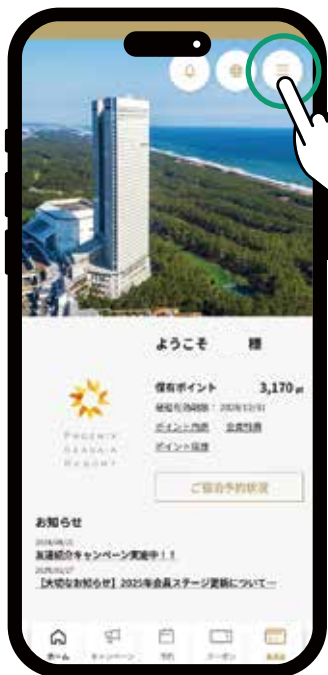 ようこそ 様
保有ポイント 3,170 pt
ポイント内訳 会員特典
ポイント履歴
PHOENIX
SEAGAIA
RESORT
ご宿泊予約状況
お知らせ
友達紹介キャンペーン実施中！！
【大切なお知らせ】2025年会員ステージ更新について…
ホーム キャンペーン 予約 クーポン